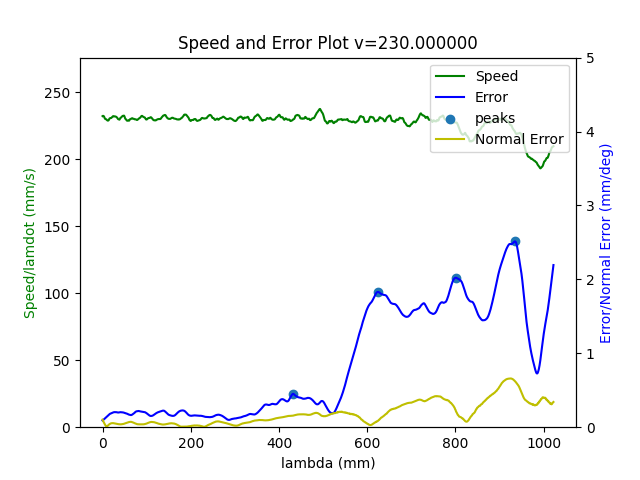 Speed and Error Plot v=230.000000
Speed
Error
peaks
Normal Error
Speed/lamdot (mm/s)
0
50
100
150
200
250
Error/Normal Error (mm/deg)
0
1
2
3
4
5
0 200 400 600 800 1000
lambda (mm)